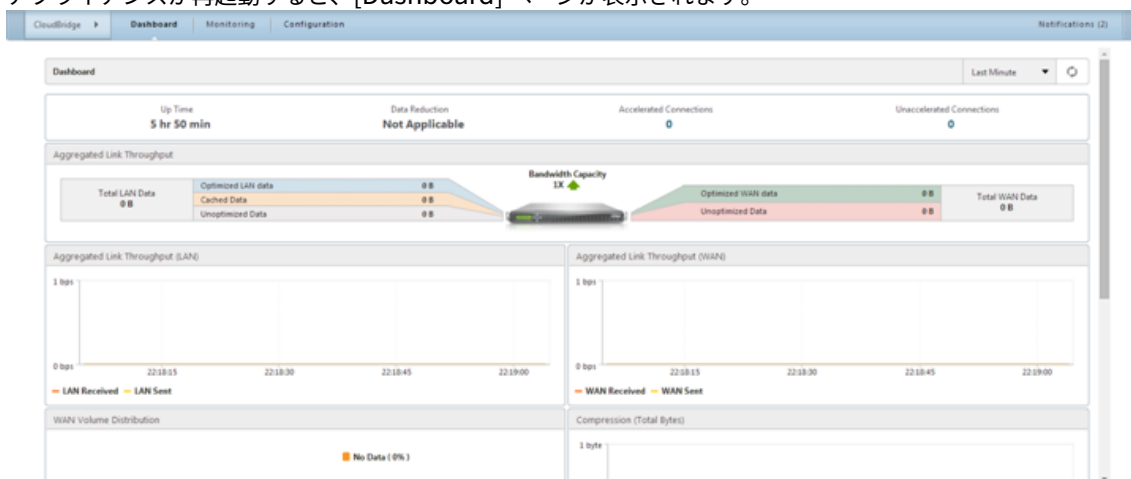 アプライアンスが再起動すると、[Dashboard] ページが表示されます。
CloudBridge Dashboard Monitoring Configuration Notifications (2)
Dashboard Last Minute
Up Time Data Reduction Accelerated Connections Unaccelerated Connections
5 hr 50 min Not Applicable 0 0
Aggregated Link Throughput
Bandwidth Capacity
1X
Total LAN Data
0 B
Optimized LAN data 0 B
Cached Data 0 B
Unoptimized Data 0 B
Optimized WAN data 0 B
Unoptimized Data 0 B
Total WAN Data
0 B
Aggregated Link Throughput (LAN)
1 bps
0 bps
22:18:15 22:18:30 22:18:45 22:19:00
LAN Received LAN Sent
Aggregated Link Throughput (WAN)
1 bps
0 bps
22:18:15 22:18:30 22:18:45 22:19:00
WAN Received WAN Sent
WAN Volume Distribution
No Data ( 0% )
Compression (Total Bytes)
1 byte